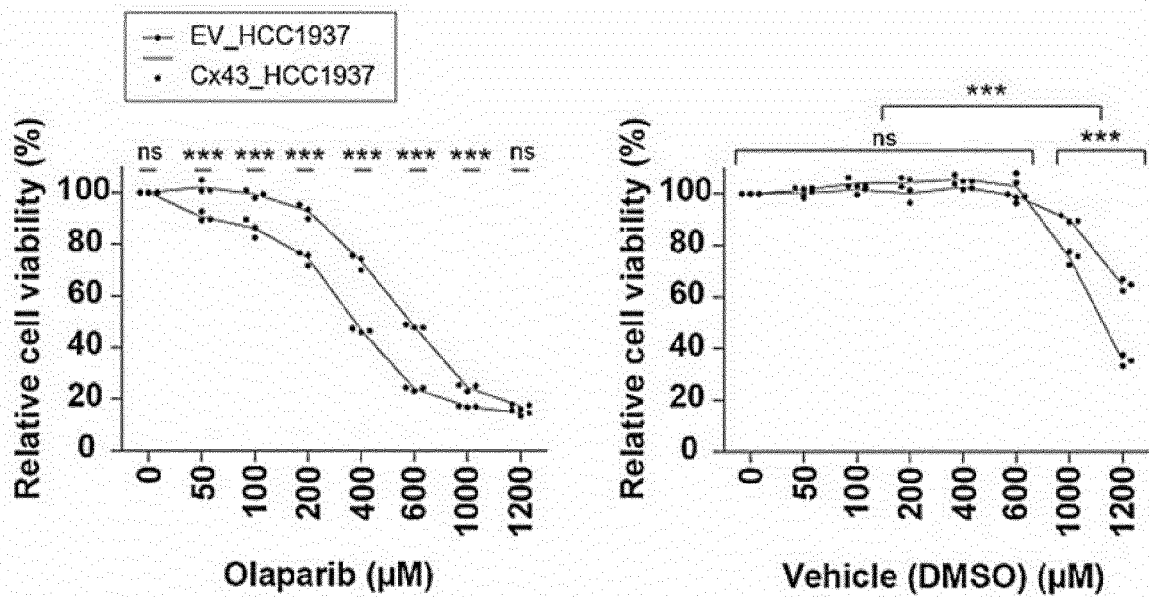 EV_HCC1937
Cx43_HCC1937
Relative cell viability (%)
ns *** *** *** *** *** *** ns
100
80
60
40
20
0
0 50 100 200 400 600 1000 1200
Olaparib (µM)
Relative cell viability (%)
***
ns ***
100
80
60
40
20
0
0 50 100 200 400 600 1000 1200
Vehicle (DMSO) (µM)